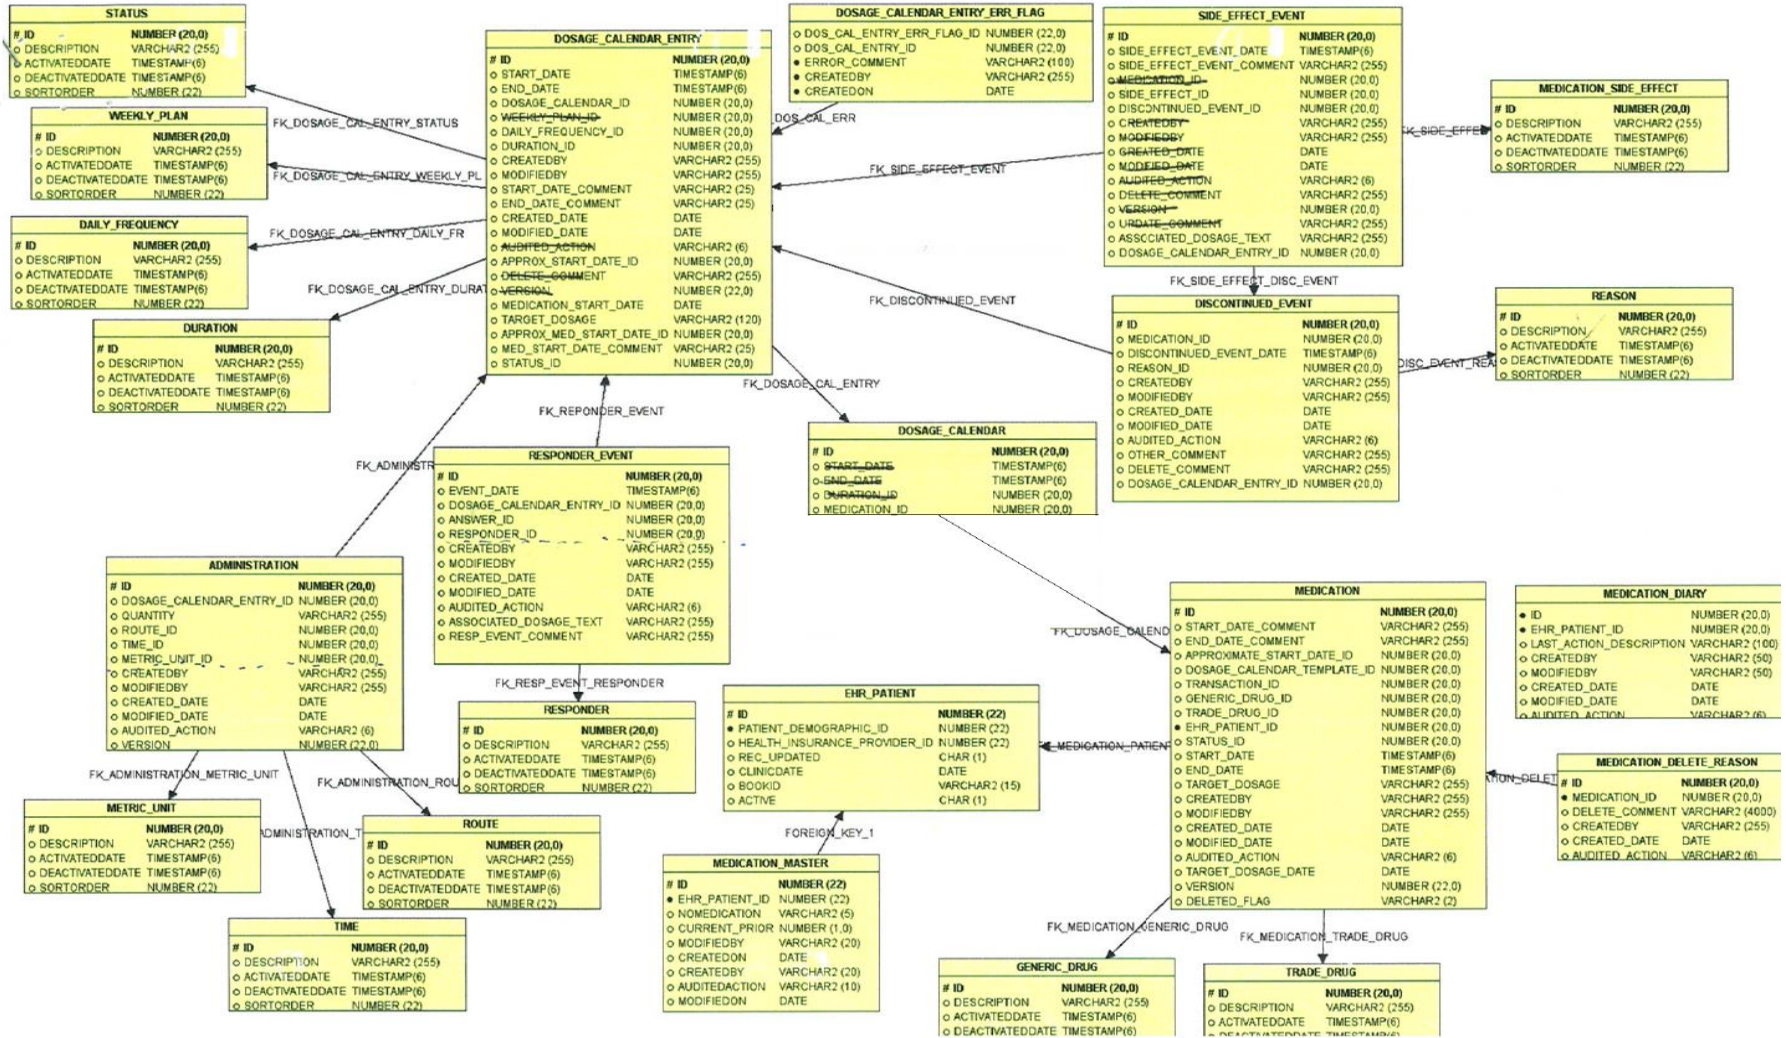 STATUS
# ID NUMBER (20,0)
DESCRIPTION VARCHAR2 (255)
ACTIVATEDDATE TIMESTAMP(6)
DEACTIVATEDDATE TIMESTAMP(6)
SORTORDER NUMBER (22)
WEEKLY_PLAN
# ID NUMBER (20,0)
DESCRIPTION VARCHAR2 (255)
ACTIVATEDDATE TIMESTAMP(6)
DEACTIVATEDDATE TIMESTAMP(6)
SORTORDER NUMBER (22)
DAILY_FREQUENCY
# ID NUMBER (20,0)
DESCRIPTION VARCHAR2 (255)
ACTIVATEDDATE TIMESTAMP(6)
DEACTIVATEDDATE TIMESTAMP(6)
SORTORDER NUMBER (22)
DURATION
# ID NUMBER (20,0)
DESCRIPTION VARCHAR2 (255)
ACTIVATEDDATE TIMESTAMP(6)
DEACTIVATEDDATE TIMESTAMP(6)
SORTORDER NUMBER (22)
FK_DOSAGE_CAL_ENTRY_STATUS
FK_DOSAGE_CAL_ENTRY_WEEKLY_PL
FK_DOSAGE_CAL_ENTRY_DAILY_FR
FK_DOSAGE_CAL_ENTRY_DURAT
DOSAGE_CALENDAR_ENTRY
# ID NUMBER (20,0)
START_DATE TIMESTAMP(6)
END_DATE TIMESTAMP(6)
DOSAGE_CALENDAR_ID NUMBER (20,0)
WEEKLY_PLAN_ID NUMBER (20,0)
DAILY_FREQUENCY_ID NUMBER (20,0)
DURATION_ID NUMBER (20,0)
CREATEDBY VARCHAR2 (255)
MODIFIEDBY VARCHAR2 (255)
START_DATE_COMMENT VARCHAR2 (25)
END_DATE_COMMENT VARCHAR2 (25)
CREATED_DATE DATE
MODIFIED_DATE DATE
AUDITED_ACTION VARCHAR2 (6)
APPROX_START_DATE_ID NUMBER (20,0)
DELETE_COMMENT VARCHAR2 (255)
VERSION NUMBER (22,0)
MEDICATION_START_DATE DATE
TARGET_DOSAGE VARCHAR2 (120)
APPROX_MED_START_DATE_ID NUMBER (20,0)
MED_START_DATE_COMMENT VARCHAR2 (25)
STATUS_ID NUMBER (20,0)
DOSAGE_CALENDAR_ENTRY_ERR_FLAG
DOS_CAL_ENTRY_ERR_FLAG_ID NUMBER (22,0)
DOS_CAL_ENTRY_ID NUMBER (22,0)
ERROR_COMMENT VARCHAR2 (100)
CREATEDBY VARCHAR2 (255)
CREATEDON DATE
DOS_CAL_ERR
FK_SIDE_EFFECT_EVENT
FK_DISCONTINUED_EVENT
FK_DOSAGE_CAL_ENTRY
SIDE_EFFECT_EVENT
# ID NUMBER (20,0)
SIDE_EFFECT_EVENT_DATE TIMESTAMP(6)
SIDE_EFFECT_EVENT_COMMENT VARCHAR2 (255)
MEDICATION_ID NUMBER (20,0)
SIDE_EFFECT_ID NUMBER (20,0)
DISCONTINUED_EVENT_ID NUMBER (20,0)
CREATEDBY VARCHAR2 (255)
MODIFIEDBY VARCHAR2 (255)
CREATED_DATE DATE
MODIFIED_DATE DATE
AUDITED_ACTION VARCHAR2 (6)
DELETE_COMMENT VARCHAR2 (255)
VERSION NUMBER (20,0)
UPDATE_COMMENT VARCHAR2 (255)
ASSOCIATED_DOSAGE_TEXT VARCHAR2 (255)
DOSAGE_CALENDAR_ENTRY_ID NUMBER (20,0)
FK_SIDE_EFFE
MEDICATION_SIDE_EFFECT
# ID NUMBER (20,0)
DESCRIPTION VARCHAR2 (255)
ACTIVATEDDATE TIMESTAMP(6)
DEACTIVATEDDATE TIMESTAMP(6)
SORTORDER NUMBER (22)
FK_SIDE_EFFECT_DISC_EVENT
DISCONTINUED_EVENT
# ID NUMBER (20,0)
MEDICATION_ID NUMBER (20,0)
DISCONTINUED_EVENT_DATE TIMESTAMP(6)
REASON_ID NUMBER (20,0)
CREATEDBY VARCHAR2 (255)
MODIFIEDBY VARCHAR2 (255)
CREATED_DATE DATE
MODIFIED_DATE DATE
AUDITED_ACTION VARCHAR2 (6)
OTHER_COMMENT VARCHAR2 (255)
DELETE_COMMENT VARCHAR2 (255)
DOSAGE_CALENDAR_ENTRY_ID NUMBER (20,0)
DISC_EVENT_REA
REASON
# ID NUMBER (20,0)
DESCRIPTION VARCHAR2 (255)
ACTIVATEDDATE TIMESTAMP(6)
DEACTIVATEDDATE TIMESTAMP(6)
SORTORDER NUMBER (22)
DOSAGE_CALENDAR
# ID NUMBER (20,0)
START_DATE TIMESTAMP(6)
END_DATE TIMESTAMP(6)
DURATION_ID NUMBER (20,0)
MEDICATION_ID NUMBER (20,0)
FK_REPONDER_EVENT
FK_ADMINISTR
RESPONDER_EVENT
# ID NUMBER (20,0)
EVENT_DATE TIMESTAMP(6)
DOSAGE_CALENDAR_ENTRY_ID NUMBER (20,0)
ANSWER_ID NUMBER (20,0)
RESPONDER_ID NUMBER (20,0)
CREATEDBY VARCHAR2 (255)
MODIFIEDBY VARCHAR2 (255)
CREATED_DATE DATE
MODIFIED_DATE DATE
AUDITED_ACTION VARCHAR2 (6)
ASSOCIATED_DOSAGE_TEXT VARCHAR2 (255)
RESP_EVENT_COMMENT VARCHAR2 (255)
FK_RESP_EVENT_RESPONDER
RESPONDER
# ID NUMBER (20,0)
DESCRIPTION VARCHAR2 (255)
ACTIVATEDDATE TIMESTAMP(6)
DEACTIVATEDDATE TIMESTAMP(6)
SORTORDER NUMBER (22)
ADMINISTRATION
# ID NUMBER (20,0)
DOSAGE_CALENDAR_ENTRY_ID NUMBER (20,0)
QUANTITY VARCHAR2 (255)
ROUTE_ID NUMBER (20,0)
TIME_ID NUMBER (20,0)
METRIC_UNIT_ID NUMBER (20,0)
CREATEDBY VARCHAR2 (255)
MODIFIEDBY VARCHAR2 (255)
CREATED_DATE DATE
MODIFIED_DATE DATE
AUDITED_ACTION VARCHAR2 (6)
VERSION NUMBER (22,0)
FK_ADMINISTRATION_METRIC_UNIT
FK_ADMINISTRATION_ROU
ADMINISTRATION_T
METRIC_UNIT
# ID NUMBER (20,0)
DESCRIPTION VARCHAR2 (255)
ACTIVATEDDATE TIMESTAMP(6)
DEACTIVATEDDATE TIMESTAMP(6)
SORTORDER NUMBER (22)
ROUTE
# ID NUMBER (20,0)
DESCRIPTION VARCHAR2 (255)
ACTIVATEDDATE TIMESTAMP(6)
DEACTIVATEDDATE TIMESTAMP(6)
SORTORDER NUMBER (22)
TIME
# ID NUMBER (20,0)
DESCRIPTION VARCHAR2 (255)
ACTIVATEDDATE TIMESTAMP(6)
DEACTIVATEDDATE TIMESTAMP(6)
SORTORDER NUMBER (22)
EHR_PATIENT
# ID NUMBER (22)
PATIENT_DEMOGRAPHIC_ID NUMBER (22)
HEALTH_INSURANCE_PROVIDER_ID NUMBER (22)
REC_UPDATED CHAR (1)
CLINICDATE DATE
BOOKID VARCHAR2 (15)
ACTIVE CHAR (1)
FOREIGN_KEY_1
MEDICATION_MASTER
# ID NUMBER (22)
EHR_PATIENT_ID NUMBER (22)
NOMEDICATION VARCHAR2 (5)
CURRENT_PRIOR NUMBER (1,0)
MODIFIEDBY VARCHAR2 (20)
CREATEDON DATE
CREATEDBY VARCHAR2 (20)
AUDITEDACTION VARCHAR2 (10)
MODIFIEDON DATE
FK_DOSAGE_CALEND
MEDICATION_PATIEN
MEDICATION
# ID NUMBER (20,0)
START_DATE_COMMENT VARCHAR2 (255)
END_DATE_COMMENT VARCHAR2 (255)
APPROXIMATE_START_DATE_ID NUMBER (20,0)
DOSAGE_CALENDAR_TEMPLATE_ID NUMBER (20,0)
TRANSACTION_ID NUMBER (20,0)
GENERIC_DRUG_ID NUMBER (20,0)
TRADE_DRUG_ID NUMBER (20,0)
EHR_PATIENT_ID NUMBER (20,0)
STATUS_ID NUMBER (20,0)
START_DATE TIMESTAMP(6)
END_DATE TIMESTAMP(6)
TARGET_DOSAGE VARCHAR2 (255)
CREATEDBY VARCHAR2 (255)
MODIFIEDBY VARCHAR2 (255)
CREATED_DATE DATE
MODIFIED_DATE DATE
AUDITED_ACTION VARCHAR2 (6)
TARGET_DOSAGE_DATE DATE
VERSION NUMBER (22,0)
DELETED_FLAG VARCHAR2 (2)
MEDICATION_DIARY
ID NUMBER (20,0)
EHR_PATIENT_ID NUMBER (20,0)
LAST_ACTION_DESCRIPTION VARCHAR2 (100)
CREATEDBY VARCHAR2 (50)
MODIFIEDBY VARCHAR2 (50)
CREATED_DATE DATE
MODIFIED_DATE DATE
AUDITED_ACTION VARCHAR2 (6)
MEDICATION_DELETE_REASON
# ID NUMBER (20,0)
MEDICATION_ID NUMBER (20,0)
DELETE_COMMENT VARCHAR2 (4000)
CREATEDBY VARCHAR2 (255)
CREATED_DATE DATE
AUDITED_ACTION VARCHAR2 (6)
FK_MEDICATION_GENERIC_DRUG
FK_MEDICATION_TRADE_DRUG
GENERIC_DRUG
# ID NUMBER (20,0)
DESCRIPTION VARCHAR2 (255)
ACTIVATEDDATE TIMESTAMP(6)
DEACTIVATEDDATE TIMESTAMP(6)
TRADE_DRUG
# ID NUMBER (20,0)
DESCRIPTION VARCHAR2 (255)
ACTIVATEDDATE TIMESTAMP(6)